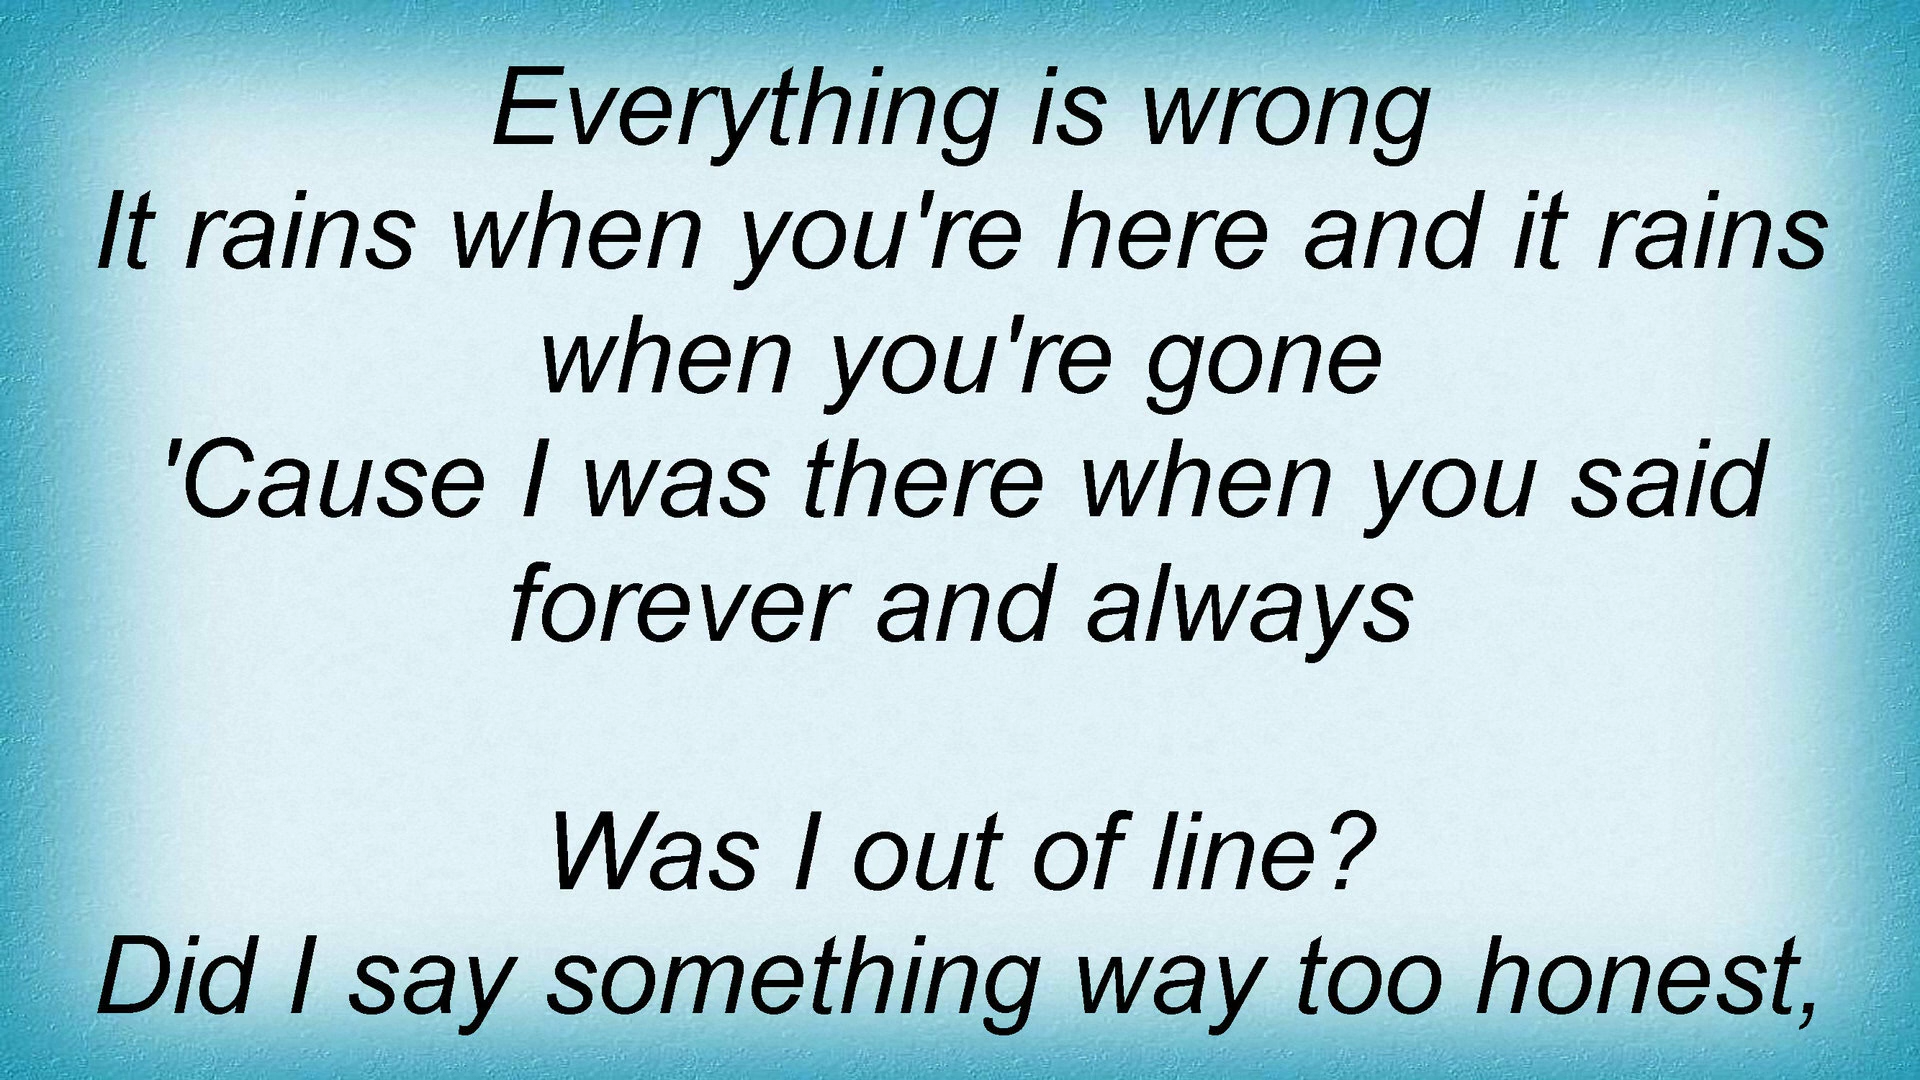 Everything is wrong
It rains when you're here and it rains
when you're gone
'Cause I was there when you said
forever and always
Was I out of line?
Did I say something way too honest,